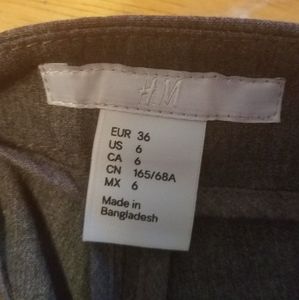 H&M
EUR 36
US 6
CA 6
CN 165/68A
MX 6
Made in
Bangladesh